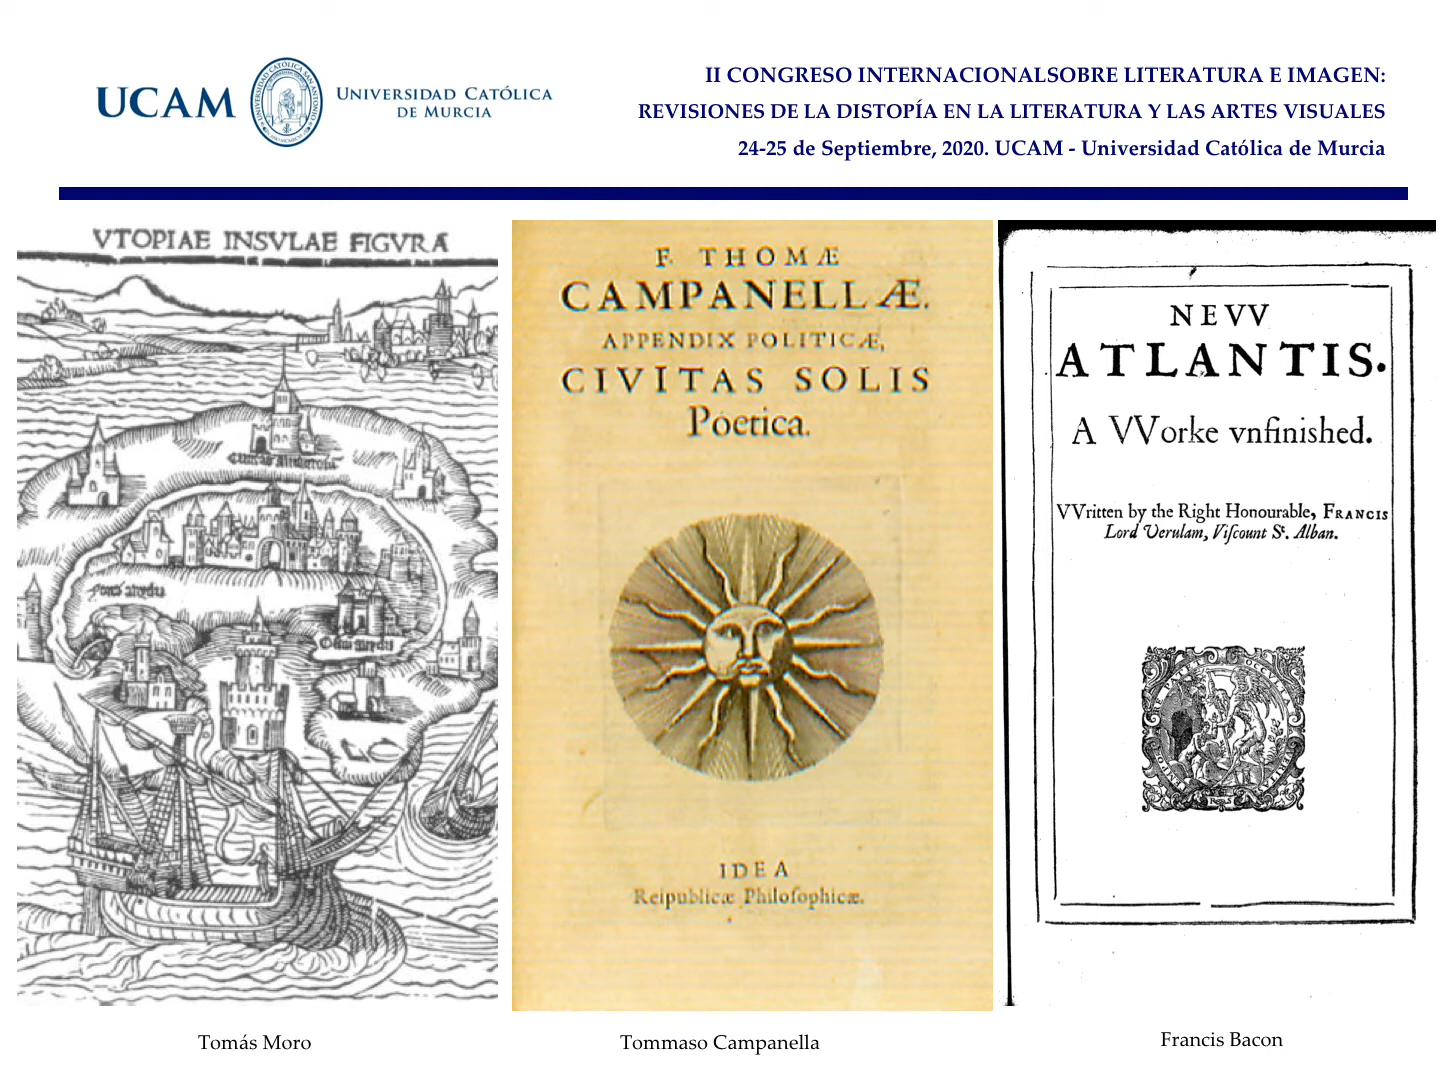 UCAM
UNIVERSIDAD CATÓLICA
DE MURCIA
II CONGRESO INTERNACIONALSOBRE LITERATURA E IMAGEN:
REVISIONES DE LA DISTOPÍA EN LA LITERATURA Y LAS ARTES VISUALES
24-25 de Septiembre, 2020. UCAM - Universidad Católica de Murcia
VTOPIAE INSVLAE FIGVRA
F. THOMÆ
CAMPANELLÆ.
APPENDIX POLITICÆ,
CIVITAS SOLIS
Poetica.
IDEA
Reipublicæ Philoſophicæ.
NEVV
ATLANTIS.
A VVorke vnfinished.
VVritten by the Right Honourable, FRANCIS
Lord Verulam, Viſcount St. Alban.
Tomás Moro
Tommaso Campanella
Francis Bacon